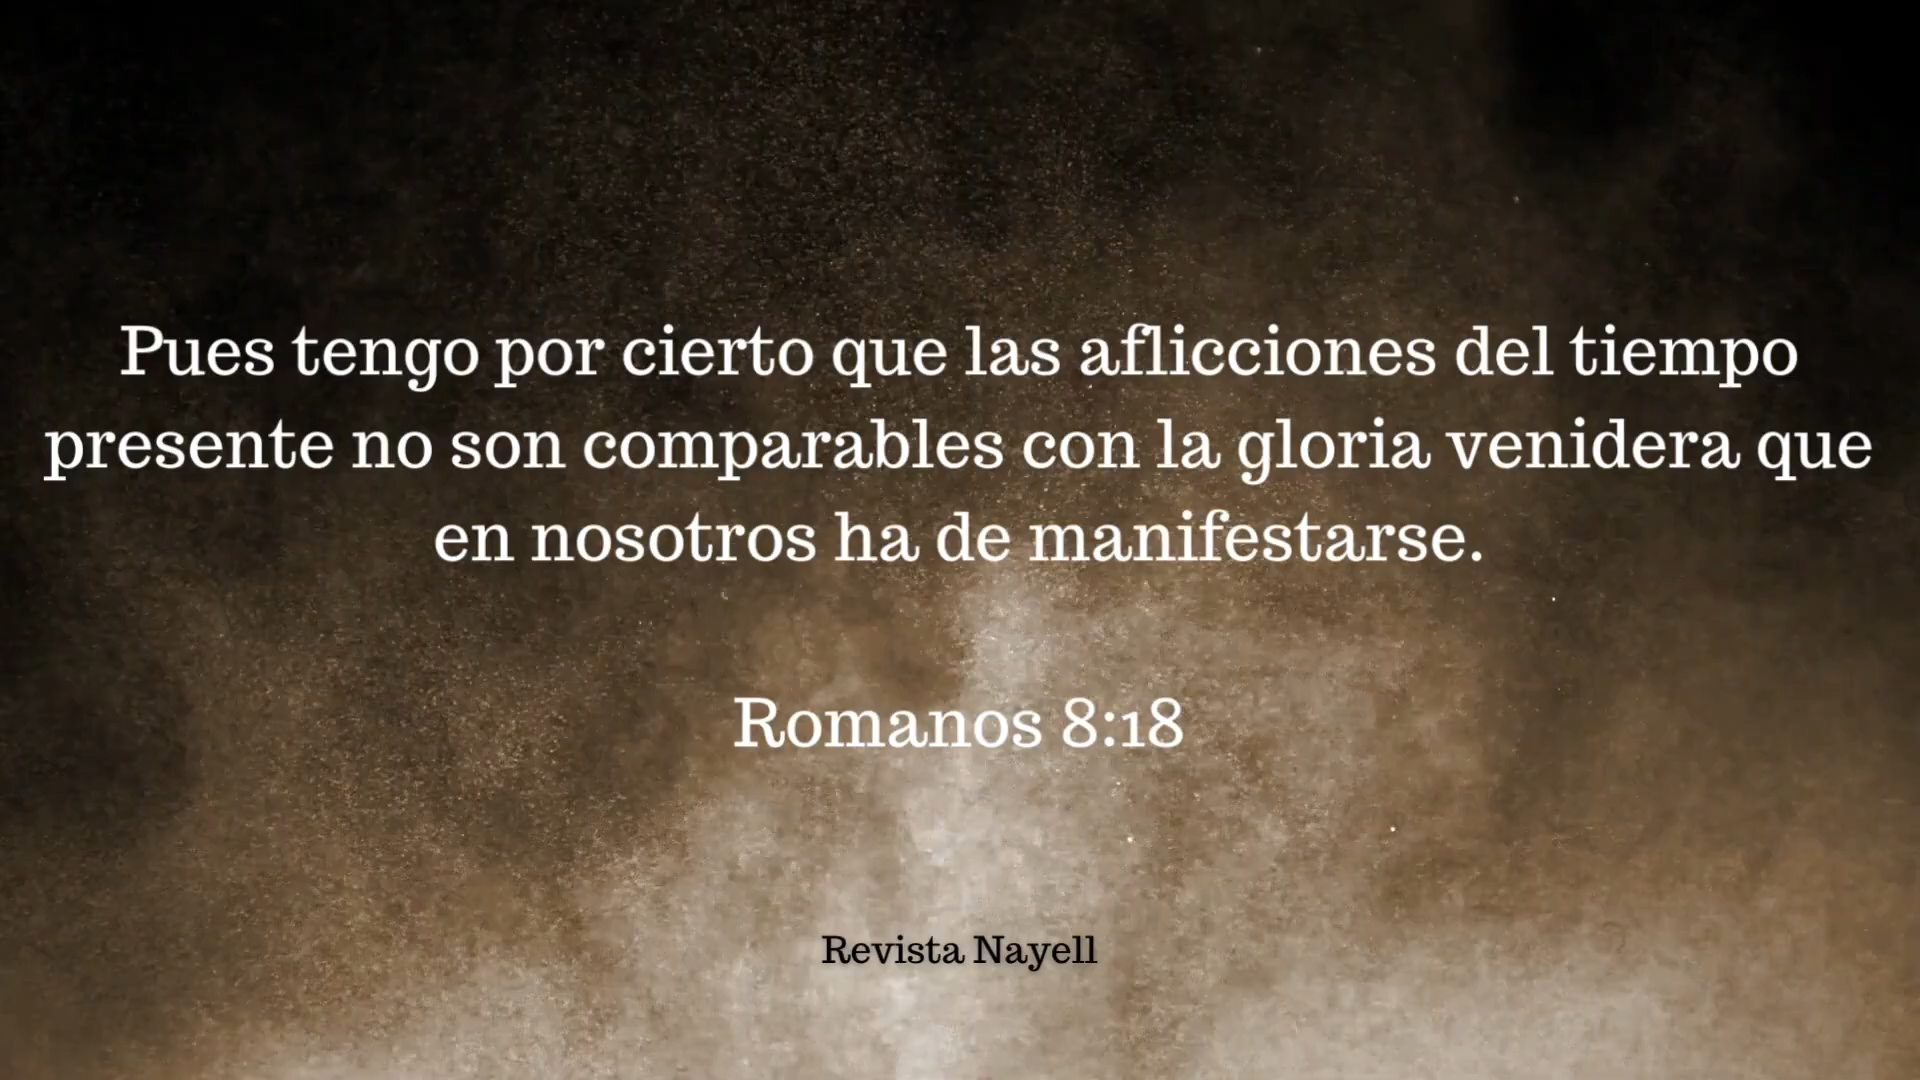 Pues tengo por cierto que las aflicciones del tiempo
presente no son comparables con la gloria venidera que
en nosotros ha de manifestarse.
Romanos 8:18
Revista Nayell